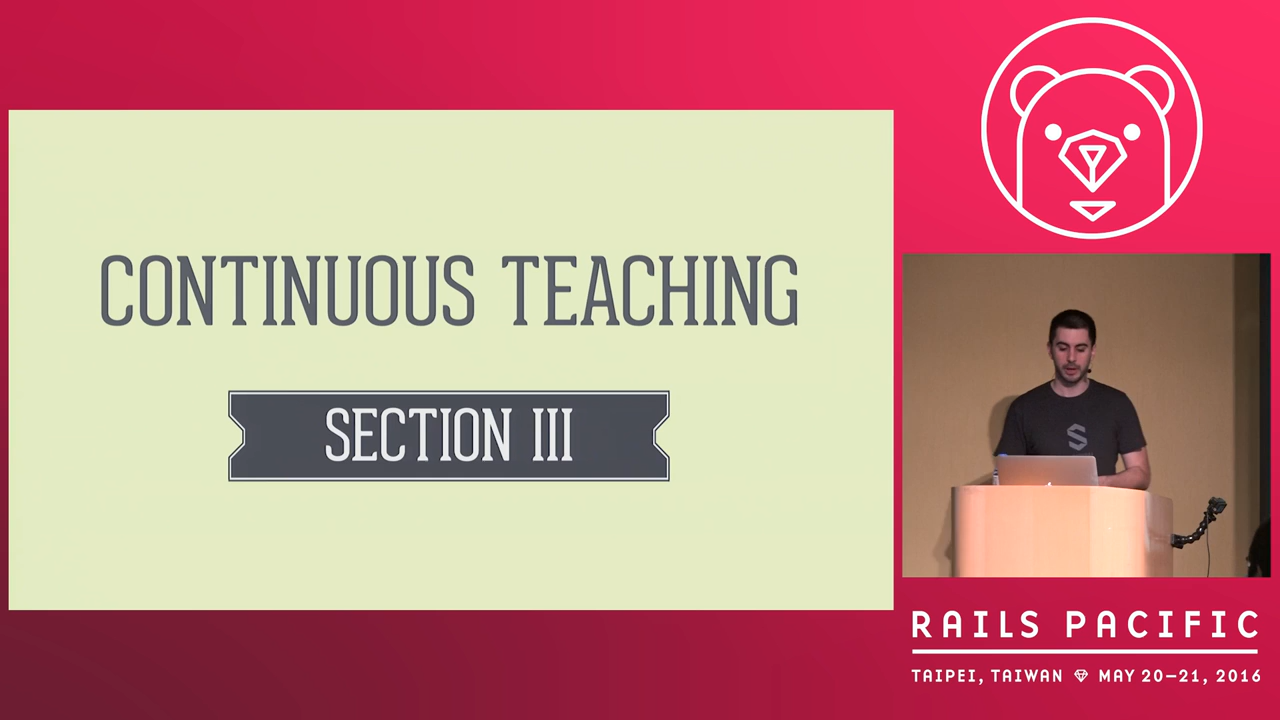 CONTINUOUS TEACHING
SECTION III
S
RAILS PACIFIC
TAIPEI, TAIWAN MAY 20–21, 2016